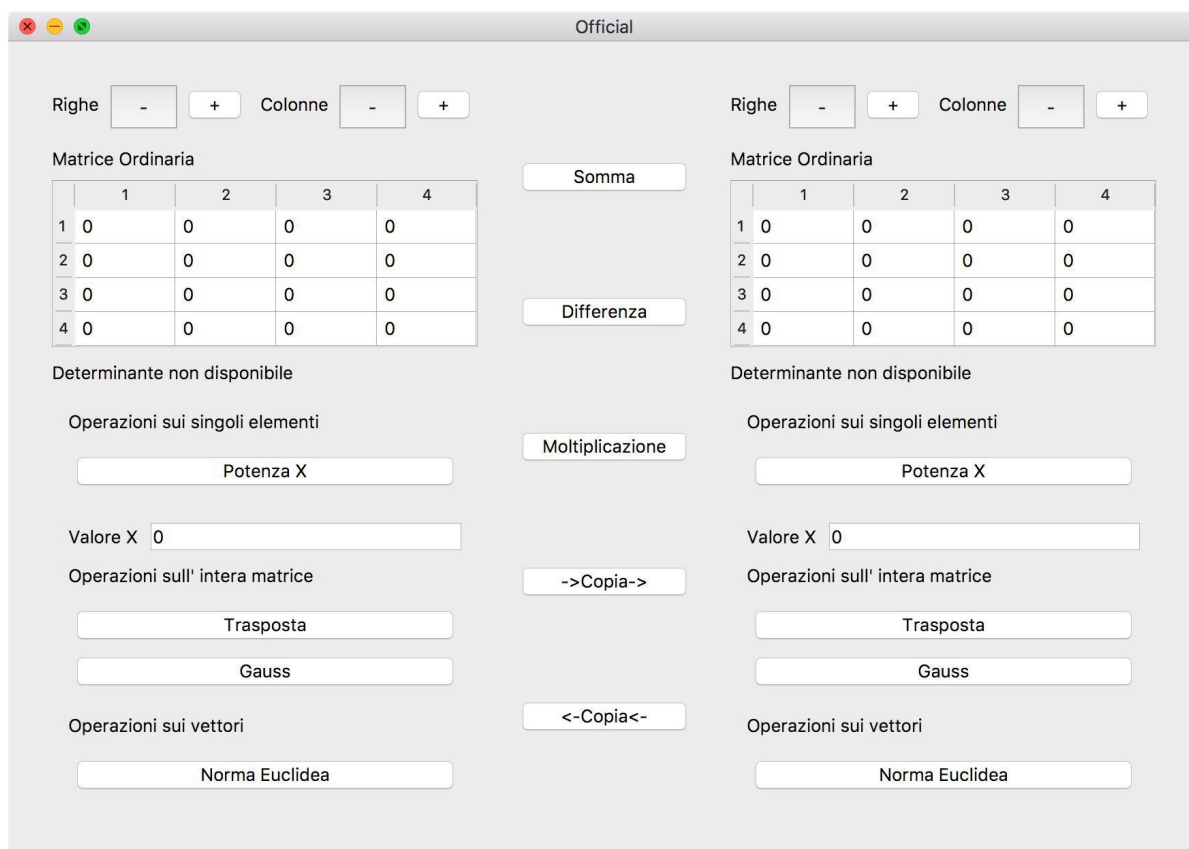 Official
Righe - + Colonne - +
Matrice Ordinaria
1 2 3 4
1 0 0 0 0
2 0 0 0 0
3 0 0 0 0
4 0 0 0 0
Determinante non disponibile
Operazioni sui singoli elementi
Potenza X
Valore X 0
Operazioni sull' intera matrice
Trasposta
Gauss
Operazioni sui vettori
Norma Euclidea
Somma
Differenza
Moltiplicazione
->Copia->
<-Copia<-
Righe - + Colonne - +
Matrice Ordinaria
1 2 3 4
1 0 0 0 0
2 0 0 0 0
3 0 0 0 0
4 0 0 0 0
Determinante non disponibile
Operazioni sui singoli elementi
Potenza X
Valore X 0
Operazioni sull' intera matrice
Trasposta
Gauss
Operazioni sui vettori
Norma Euclidea